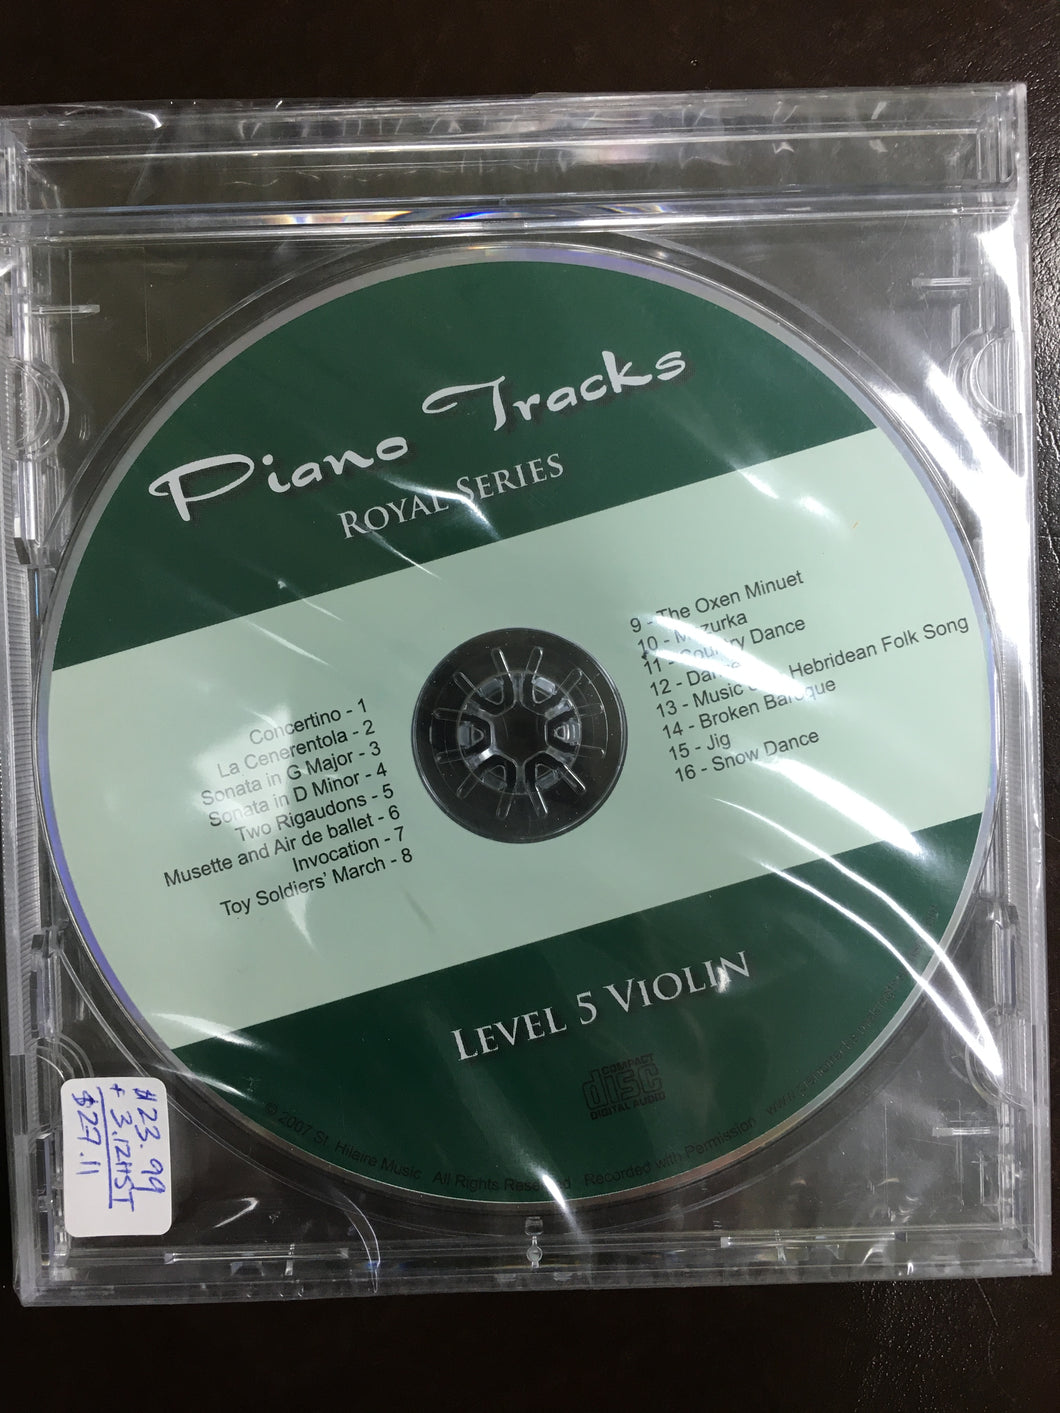 Piano Tracks
ROYAL SERIES
Concertino - 1
La Cenerentola - 2
Sonata in G Major - 3
Sonata in D Minor - 4
Two Rigaudons - 5
Musette and Air de ballet - 6
Invocation - 7
Toy Soldiers' March - 8
9 - The Oxen Minuet
10 - Mazurka
11 - Country Dance
12 -
13 - Music Hebridean Folk Song
14 - Broken Baroque
15 - Jig
16 - Snow Dance
LEVEL 5 VIOLIN
COMPACT
disc
DIGITAL AUDIO
© 2007 St. Hilaire Music All Rights Reserved Recorded with Permission
$23.99
+ 3.12 HST
$27.11